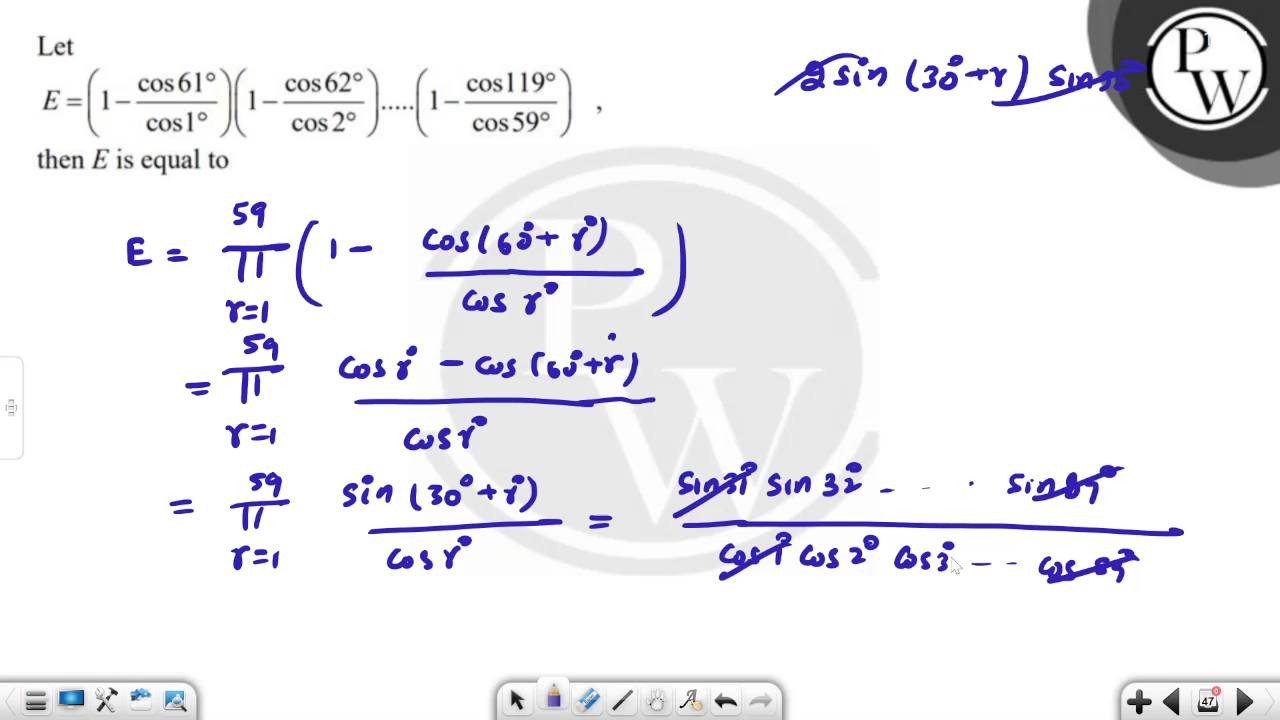 Let
E = (1 − cos 61° / cos 1°)(1 − cos 62° / cos 2°).....(1 − cos 119° / cos 59°) ,
then E is equal to
2 sin (30° + r) sin 30°
P
W
E = 59 π r=1 (1 − cos(60° + r°) / cos r°)
= 59 π r=1 cos r° − cos(60° + r°) / cos r°
= 59 π r=1 sin (30° + r°) / cos r° = sin 31° sin 32° - - · sin 89° / cos 1° cos 2° cos 3° - - cos 59°
47